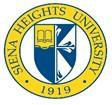 SIENA HEIGHTS UNIVERSITY
• 1919 •